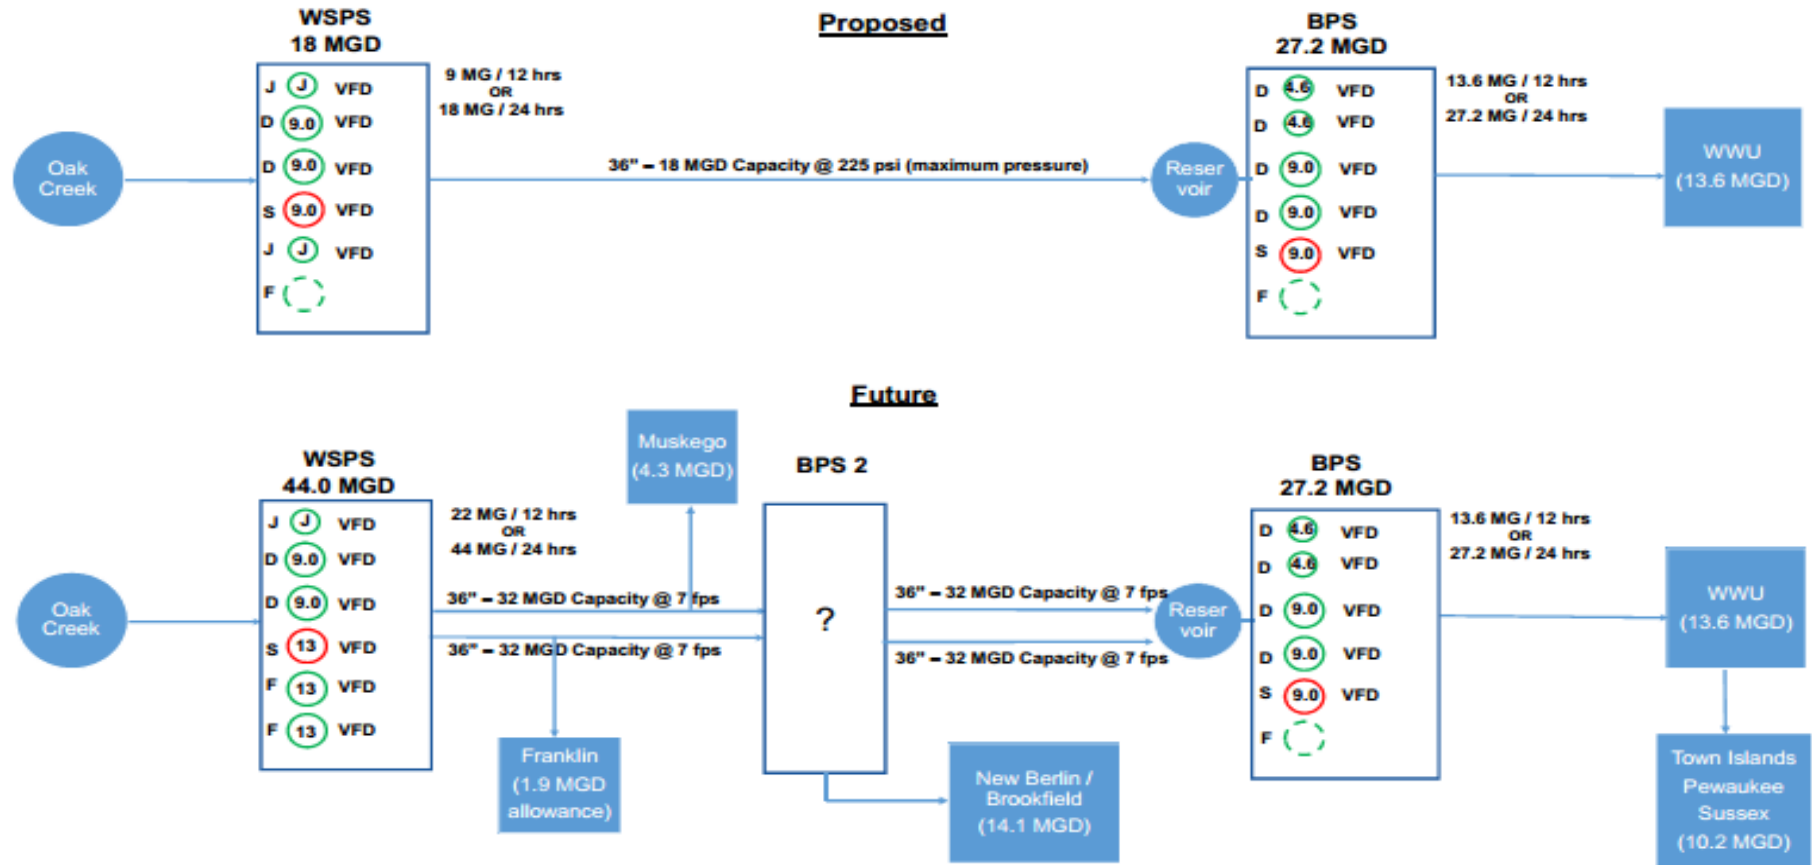 Proposed
WSPS
18 MGD
J J VFD
D 9.0 VFD
D 9.0 VFD
S 9.0 VFD
J J VFD
F
9 MG / 12 hrs
OR
18 MG / 24 hrs
Oak
Creek
36” – 18 MGD Capacity @ 225 psi (maximum pressure)
Reser
voir
BPS
27.2 MGD
D 4.6 VFD
D 4.6 VFD
D 9.0 VFD
D 9.0 VFD
S 9.0 VFD
F
13.6 MG / 12 hrs
OR
27.2 MG / 24 hrs
WWU
(13.6 MGD)
Future
WSPS
44.0 MGD
J J VFD
D 9.0 VFD
D 9.0 VFD
S 13 VFD
F 13 VFD
F 13 VFD
22 MG / 12 hrs
OR
44 MG / 24 hrs
Oak
Creek
Muskego
(4.3 MGD)
36” – 32 MGD Capacity @ 7 fps
36” – 32 MGD Capacity @ 7 fps
Franklin
(1.9 MGD
allowance)
BPS 2
?
New Berlin /
Brookfield
(14.1 MGD)
36” – 32 MGD Capacity @ 7 fps
36” – 32 MGD Capacity @ 7 fps
Reser
voir
BPS
27.2 MGD
D 4.6 VFD
D 4.6 VFD
D 9.0 VFD
D 9.0 VFD
S 9.0 VFD
F
13.6 MG / 12 hrs
OR
27.2 MG / 24 hrs
WWU
(13.6 MGD)
Town Islands
Pewaukee
Sussex
(10.2 MGD)